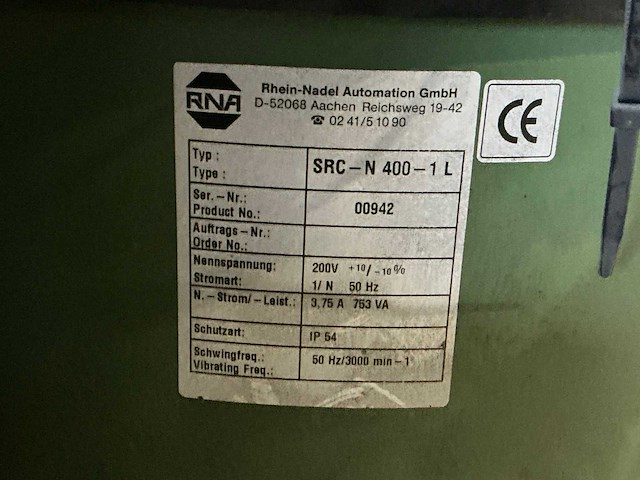 RNA
Rhein-Nadel Automation GmbH
D-52068 Aachen Reichsweg 19-42
☎ 02 41/5 10 90
CE
Typ :
Type :
SRC – N 400 – 1 L
Ser. – Nr.:
Product No.:
00942
Auftrags – Nr.:
Order No.:
Nennspannung:
Stromart:
200V +10/ –10%
1/ N 50 Hz
N. – Strom/ – Leist.:
3,75 A 753 VA
Schutzart:
IP 54
Schwingfreq.:
Vibrating Freq.:
50 Hz/3000 min – 1